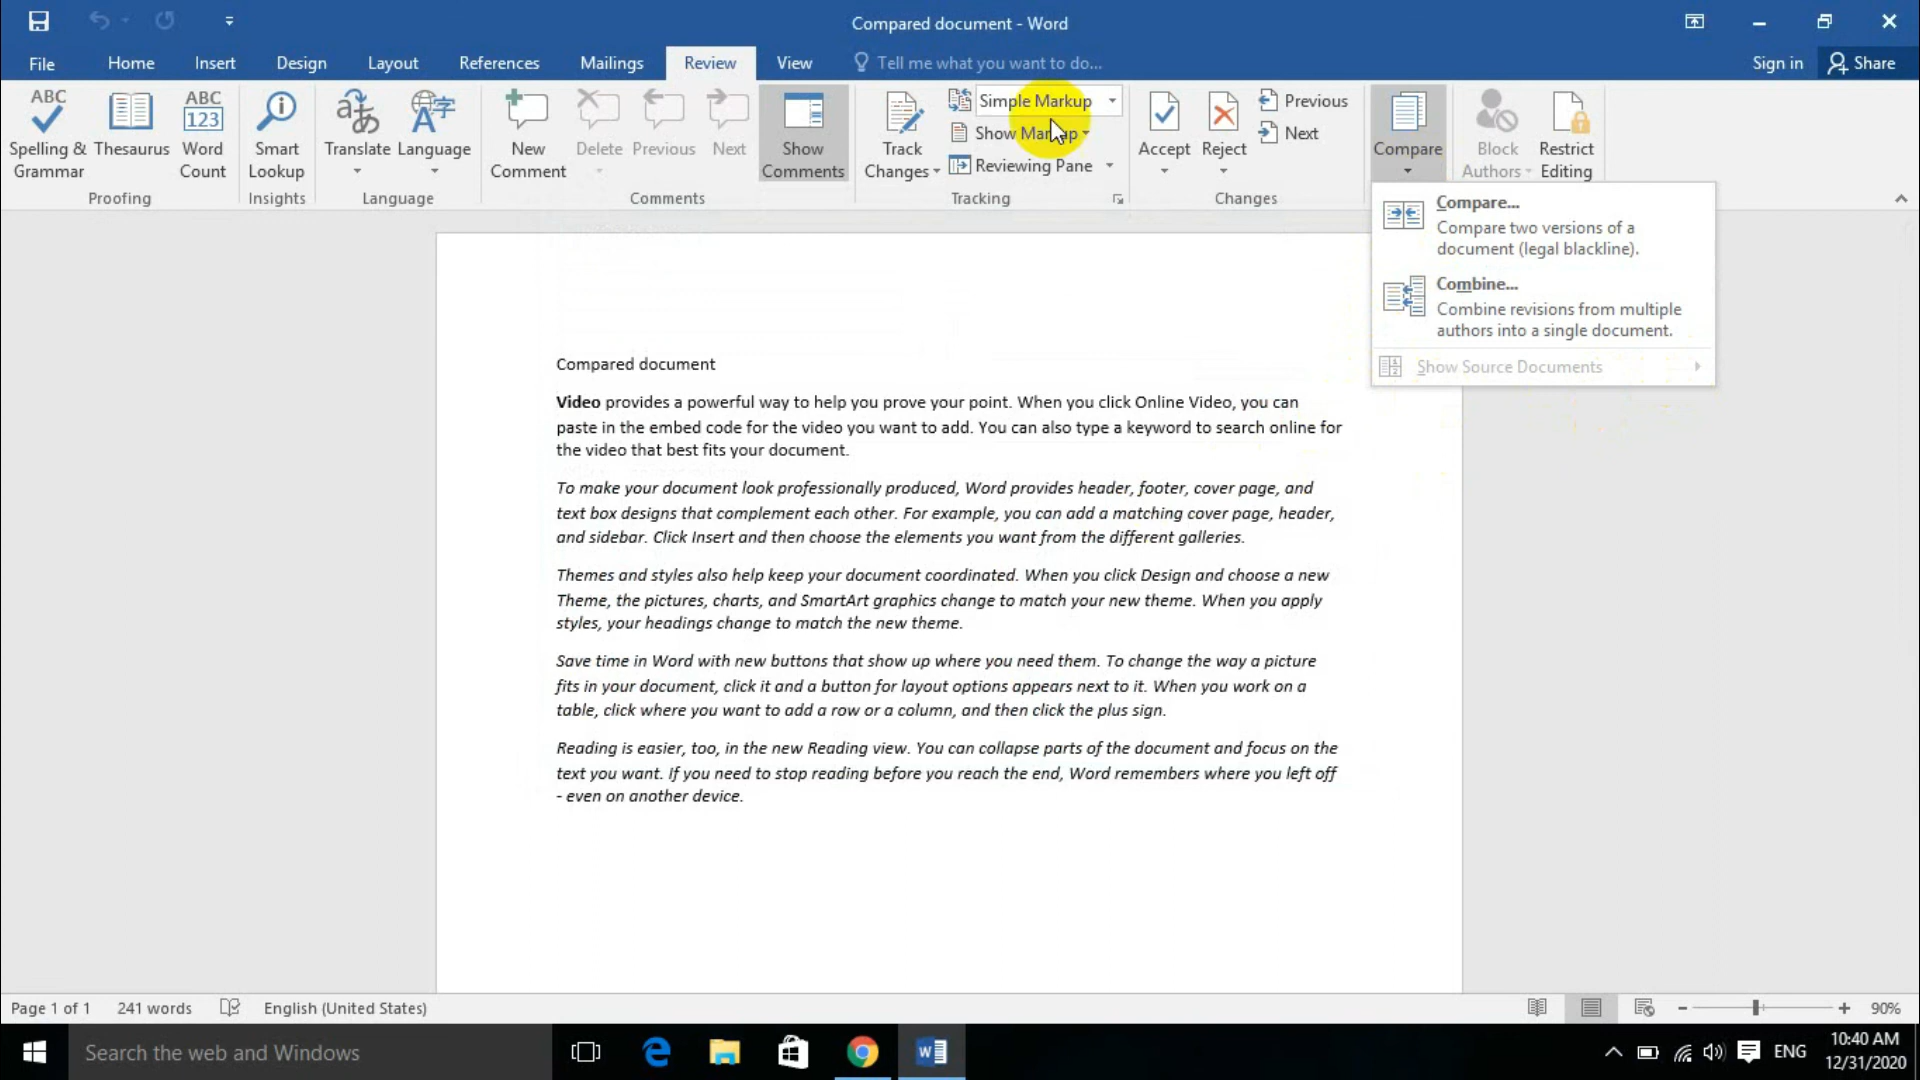 Compared document - Word
File Home Insert Design Layout References Mailings Review View Tell me what you want to do... Sign in Share
ABC
Spelling &
Grammar
Thesaurus
ABC
123
Word
Count
Proofing
Smart
Lookup
Insights
Translate
Language
Language
New
Comment
Delete
Previous
Next
Show
Comments
Comments
Track
Changes
Simple Markup
Show Markup
Reviewing Pane
Tracking
Accept
Reject
Previous
Next
Changes
Compare
Block
Authors
Restrict
Editing
Compare...
Compare two versions of a
document (legal blackline).
Combine...
Combine revisions from multiple
authors into a single document.
Show Source Documents
Compared document
Video provides a powerful way to help you prove your point. When you click Online Video, you can
paste in the embed code for the video you want to add. You can also type a keyword to search online for
the video that best fits your document.
To make your document look professionally produced, Word provides header, footer, cover page, and
text box designs that complement each other. For example, you can add a matching cover page, header,
and sidebar. Click Insert and then choose the elements you want from the different galleries.
Themes and styles also help keep your document coordinated. When you click Design and choose a new
Theme, the pictures, charts, and SmartArt graphics change to match your new theme. When you apply
styles, your headings change to match the new theme.
Save time in Word with new buttons that show up where you need them. To change the way a picture
fits in your document, click it and a button for layout options appears next to it. When you work on a
table, click where you want to add a row or a column, and then click the plus sign.
Reading is easier, too, in the new Reading view. You can collapse parts of the document and focus on the
text you want. If you need to stop reading before you reach the end, Word remembers where you left off
- even on another device.
Page 1 of 1 241 words English (United States) 90%
Search the web and Windows
ENG
10:40 AM
12/31/2020